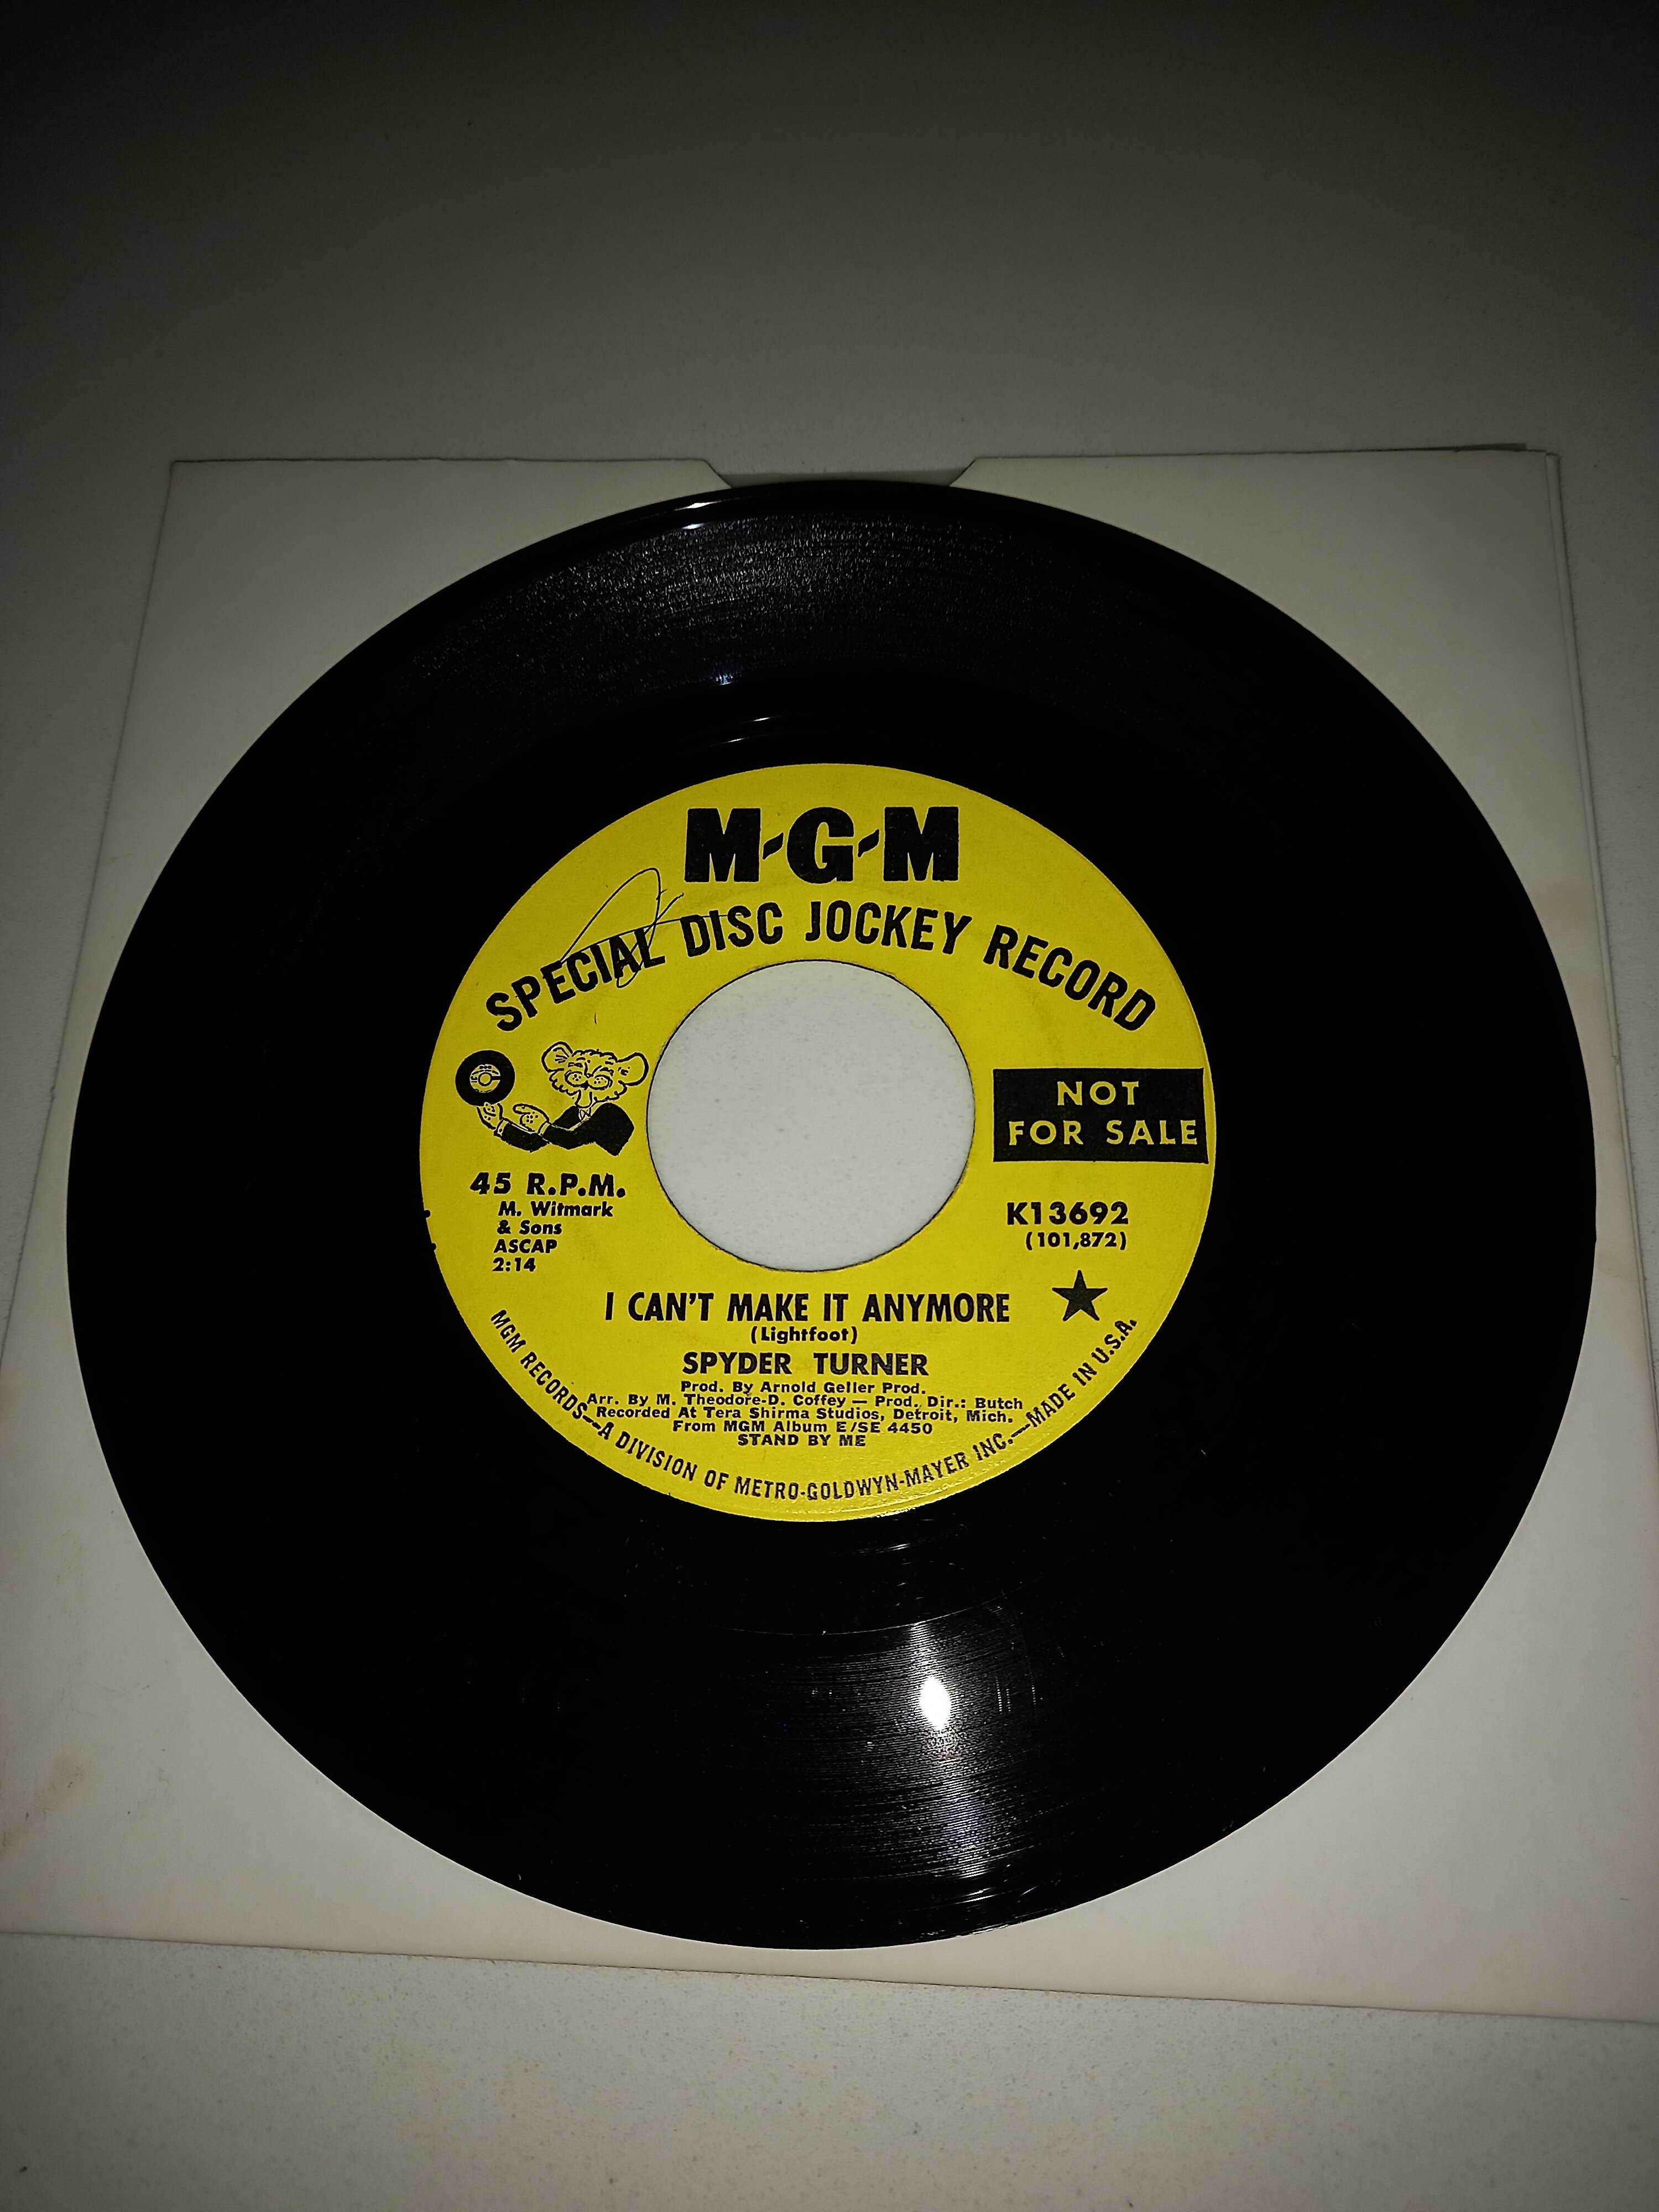 M-G-M
SPECIAL DISC JOCKEY RECORD
NOT
FOR SALE
45 R.P.M.
M. Witmark
& Sons
ASCAP
2:14
K13692
(101,872)
I CAN'T MAKE IT ANYMORE
(Lightfoot)
SPYDER TURNER
Prod. By Arnold Geller Prod.
Arr. By M. Theodore-D. Coffey — Prod. Dir.: Butch
Recorded At Tera Shirma Studios, Detroit, Mich.
From MGM Album E/SE 4450
STAND BY ME
MGM RECORDS—A DIVISION OF METRO-GOLDWYN-MAYER INC.—MADE IN U.S.A.